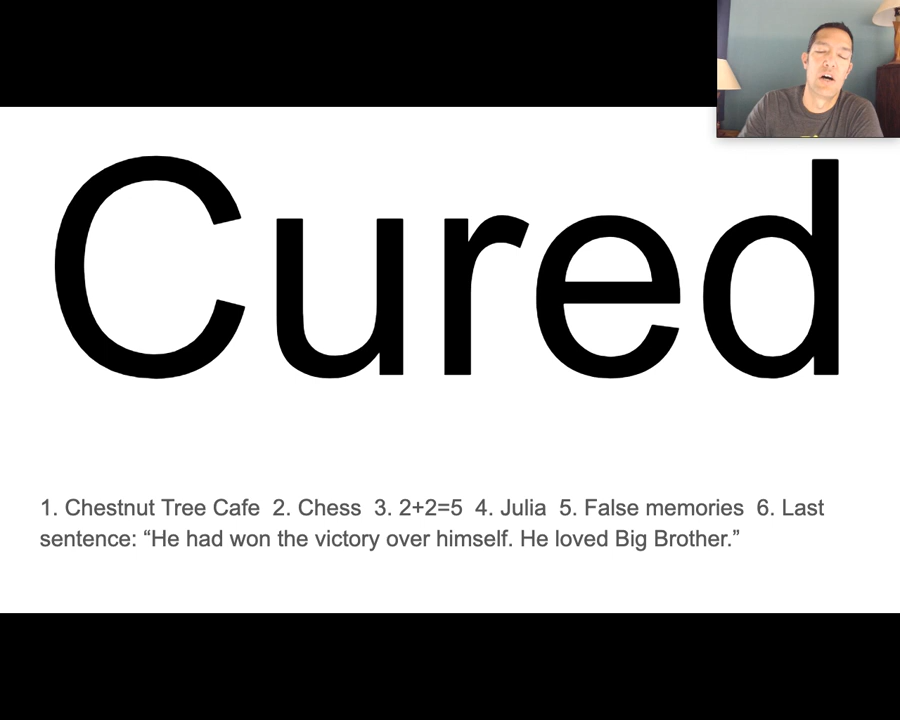 Cured
1. Chestnut Tree Cafe  2. Chess  3. 2+2=5  4. Julia  5. False memories  6. Last
sentence: “He had won the victory over himself. He loved Big Brother.”